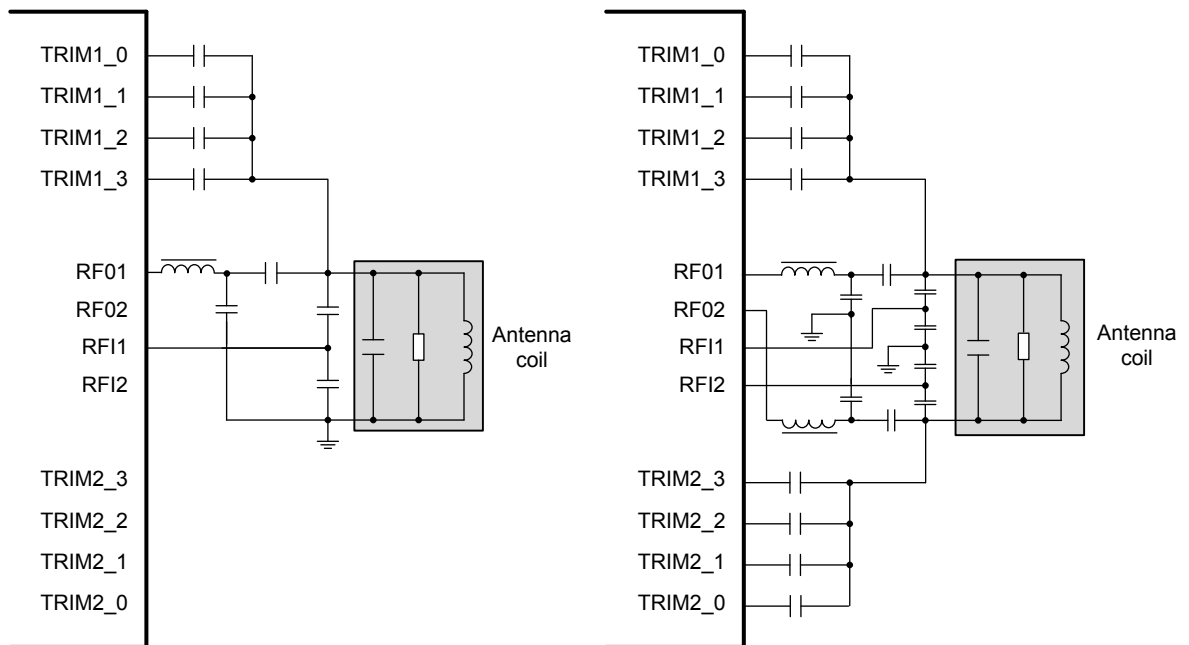 TRIM1_0
TRIM1_1
TRIM1_2
TRIM1_3
RF01
RF02
RFI1
RFI2
TRIM2_3
TRIM2_2
TRIM2_1
TRIM2_0
Antenna
coil
TRIM1_0
TRIM1_1
TRIM1_2
TRIM1_3
RF01
RF02
RFI1
RFI2
TRIM2_3
TRIM2_2
TRIM2_1
TRIM2_0
Antenna
coil